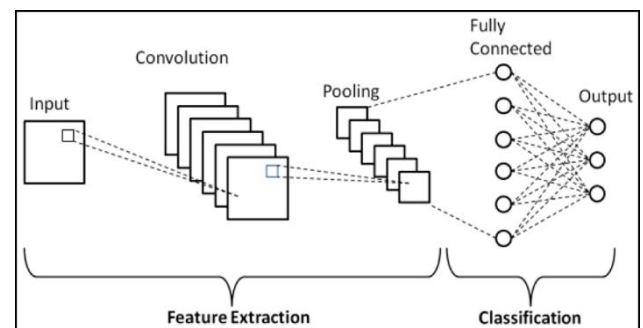 Input
Convolution
Pooling
Fully
Connected
Output
Feature Extraction
Classification